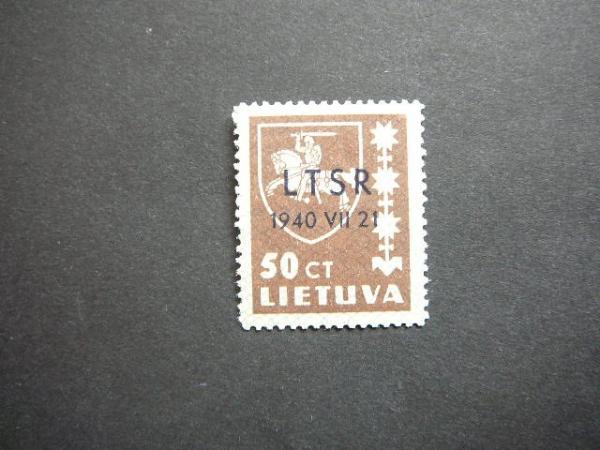 LTSR
1940 VII 21
50 CT
LIETUVA